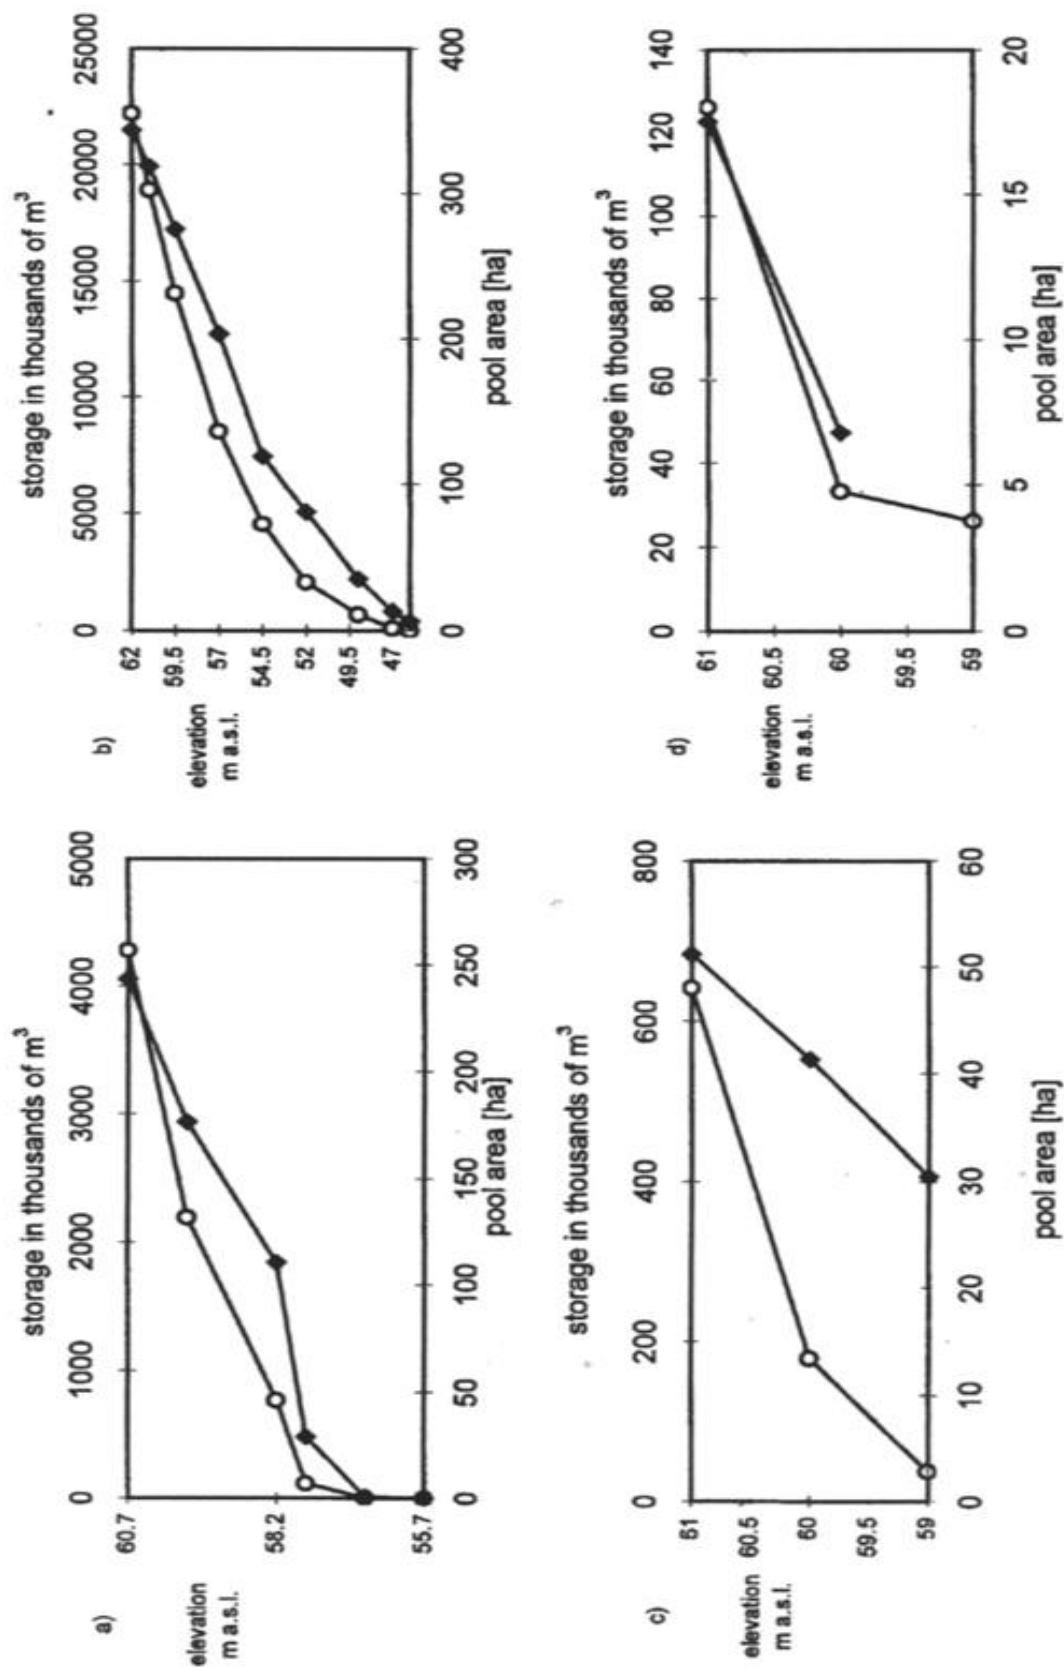 a)
storage in thousands of m³
0 1000 2000 3000 4000 5000
elevation
m a.s.l.
60.7
58.2
55.7
0 50 100 150 200 250 300
pool area [ha]
b)
storage in thousands of m³
0 5000 10000 15000 20000 25000
elevation
m a.s.l.
62
59.5
57
54.5
52
49.5
47
0 100 200 300 400
pool area [ha]
c)
storage in thousands of m³
0 200 400 600 800
elevation
m a.s.l.
61
60.5
60
59.5
59
0 10 20 30 40 50 60
pool area [ha]
d)
storage in thousands of m³
0 20 40 60 80 100 120 140
elevation
m a.s.l.
61
60.5
60
59.5
59
0 5 10 15 20
pool area [ha]